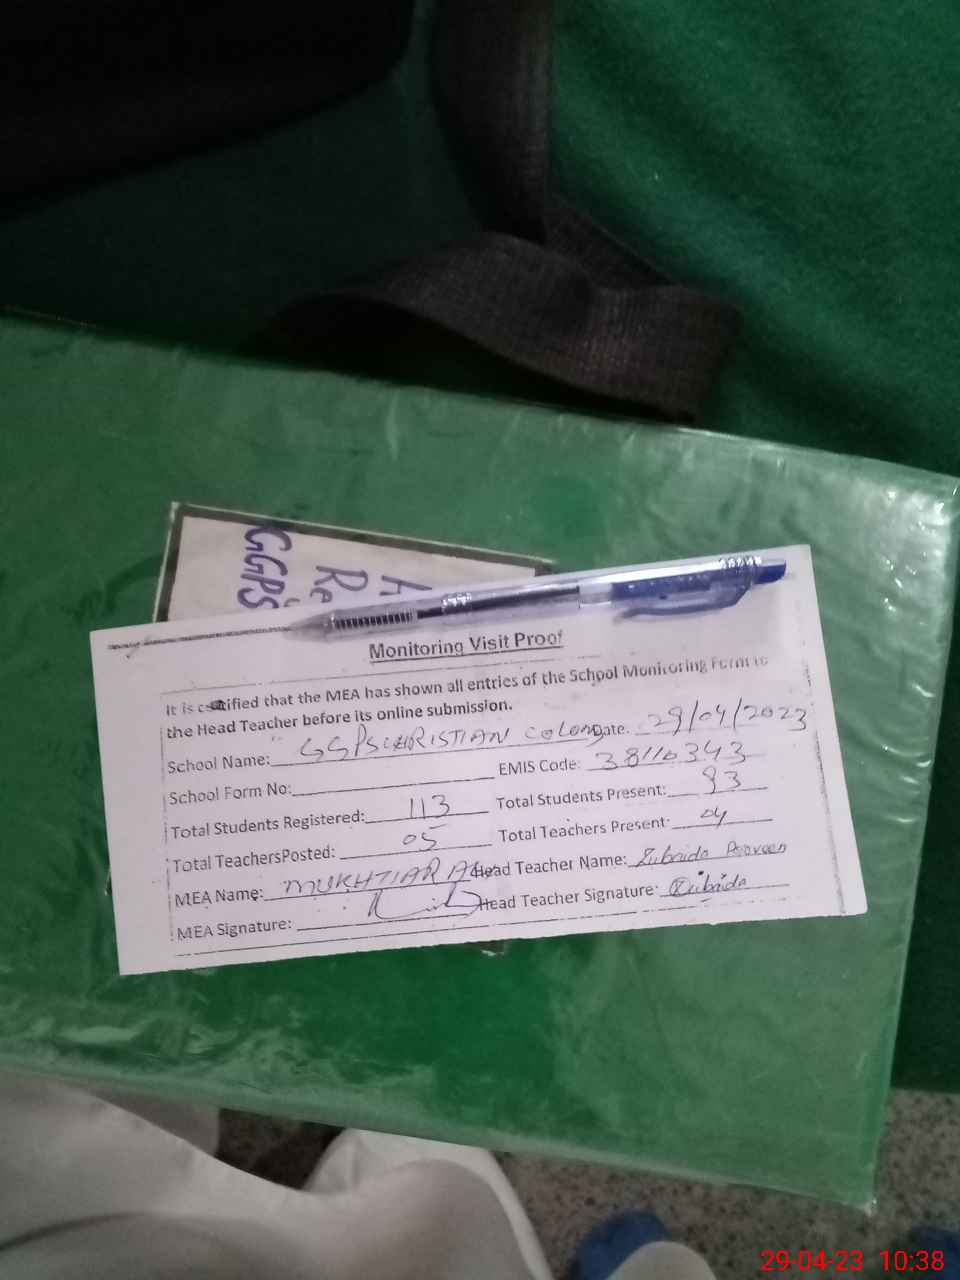 GGPS
Re
Monitoring Visit Proof
It is certified that the MEA has shown all entries of the School Monitoring Form to
the Head Teacher before its online submission.
School Name: GGPS CHRISTIAN COLONY Date: 29/04/2023
School Form No: EMIS Code: 38110343
Total Students Registered: 113 Total Students Present: 93
Total TeachersPosted: 05 Total Teachers Present: 04
MEA Name: MUKHTIAR Head Teacher Name: Zubaida Parveen
MEA Signature: Head Teacher Signature: Zubaida
29-04-23 10:38